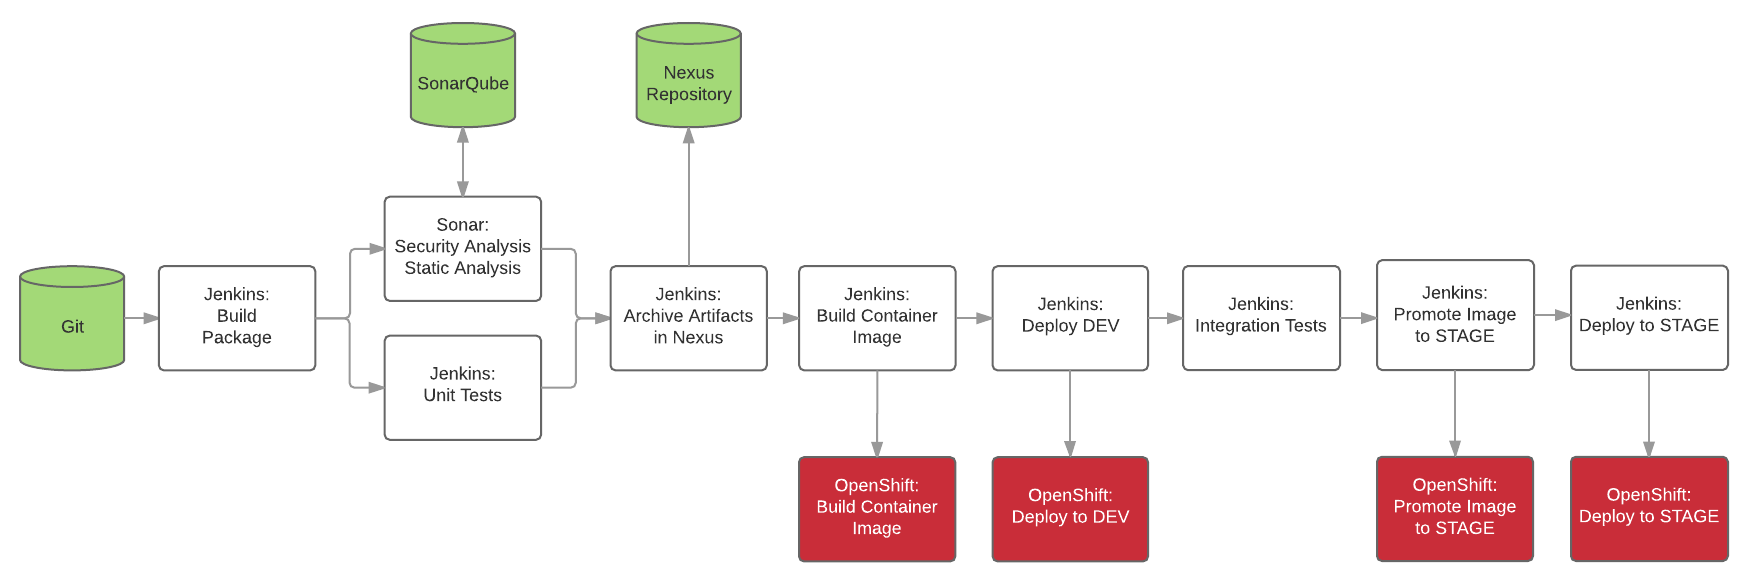 SonarQube
Nexus
Repository
Git
Jenkins:
Build
Package
Sonar:
Security Analysis
Static Analysis
Jenkins:
Unit Tests
Jenkins:
Archive Artifacts
in Nexus
Jenkins:
Build Container
Image
Jenkins:
Deploy DEV
Jenkins:
Integration Tests
Jenkins:
Promote Image
to STAGE
Jenkins:
Deploy to STAGE
OpenShift:
Build Container
Image
OpenShift:
Deploy to DEV
OpenShift:
Promote Image
to STAGE
OpenShift:
Deploy to STAGE